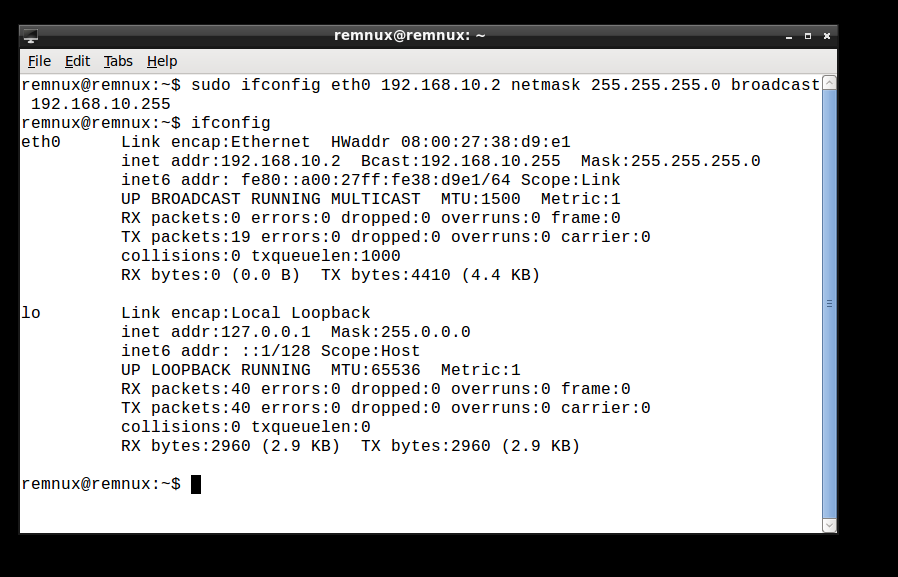 remnux@remnux: ~
File Edit Tabs Help
remnux@remnux:~$ sudo ifconfig eth0 192.168.10.2 netmask 255.255.255.0 broadcast
 192.168.10.255
remnux@remnux:~$ ifconfig
eth0      Link encap:Ethernet  HWaddr 08:00:27:38:d9:e1
          inet addr:192.168.10.2  Bcast:192.168.10.255  Mask:255.255.255.0
          inet6 addr: fe80::a00:27ff:fe38:d9e1/64 Scope:Link
          UP BROADCAST RUNNING MULTICAST  MTU:1500  Metric:1
          RX packets:0 errors:0 dropped:0 overruns:0 frame:0
          TX packets:19 errors:0 dropped:0 overruns:0 carrier:0
          collisions:0 txqueuelen:1000
          RX bytes:0 (0.0 B)  TX bytes:4410 (4.4 KB)

lo        Link encap:Local Loopback
          inet addr:127.0.0.1  Mask:255.0.0.0
          inet6 addr: ::1/128 Scope:Host
          UP LOOPBACK RUNNING  MTU:65536  Metric:1
          RX packets:40 errors:0 dropped:0 overruns:0 frame:0
          TX packets:40 errors:0 dropped:0 overruns:0 carrier:0
          collisions:0 txqueuelen:0
          RX bytes:2960 (2.9 KB)  TX bytes:2960 (2.9 KB)

remnux@remnux:~$